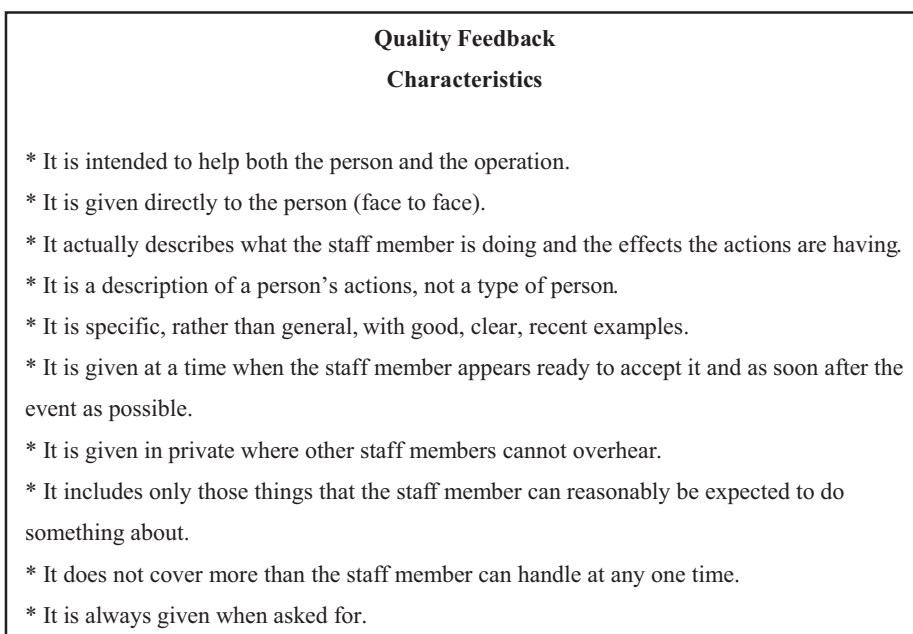 Quality Feedback
Characteristics
* It is intended to help both the person and the operation.
* It is given directly to the person (face to face).
* It actually describes what the staff member is doing and the effects the actions are having.
* It is a description of a person’s actions, not a type of person.
* It is specific, rather than general, with good, clear, recent examples.
* It is given at a time when the staff member appears ready to accept it and as soon after the
event as possible.
* It is given in private where other staff members cannot overhear.
* It includes only those things that the staff member can reasonably be expected to do
something about.
* It does not cover more than the staff member can handle at any one time.
* It is always given when asked for.